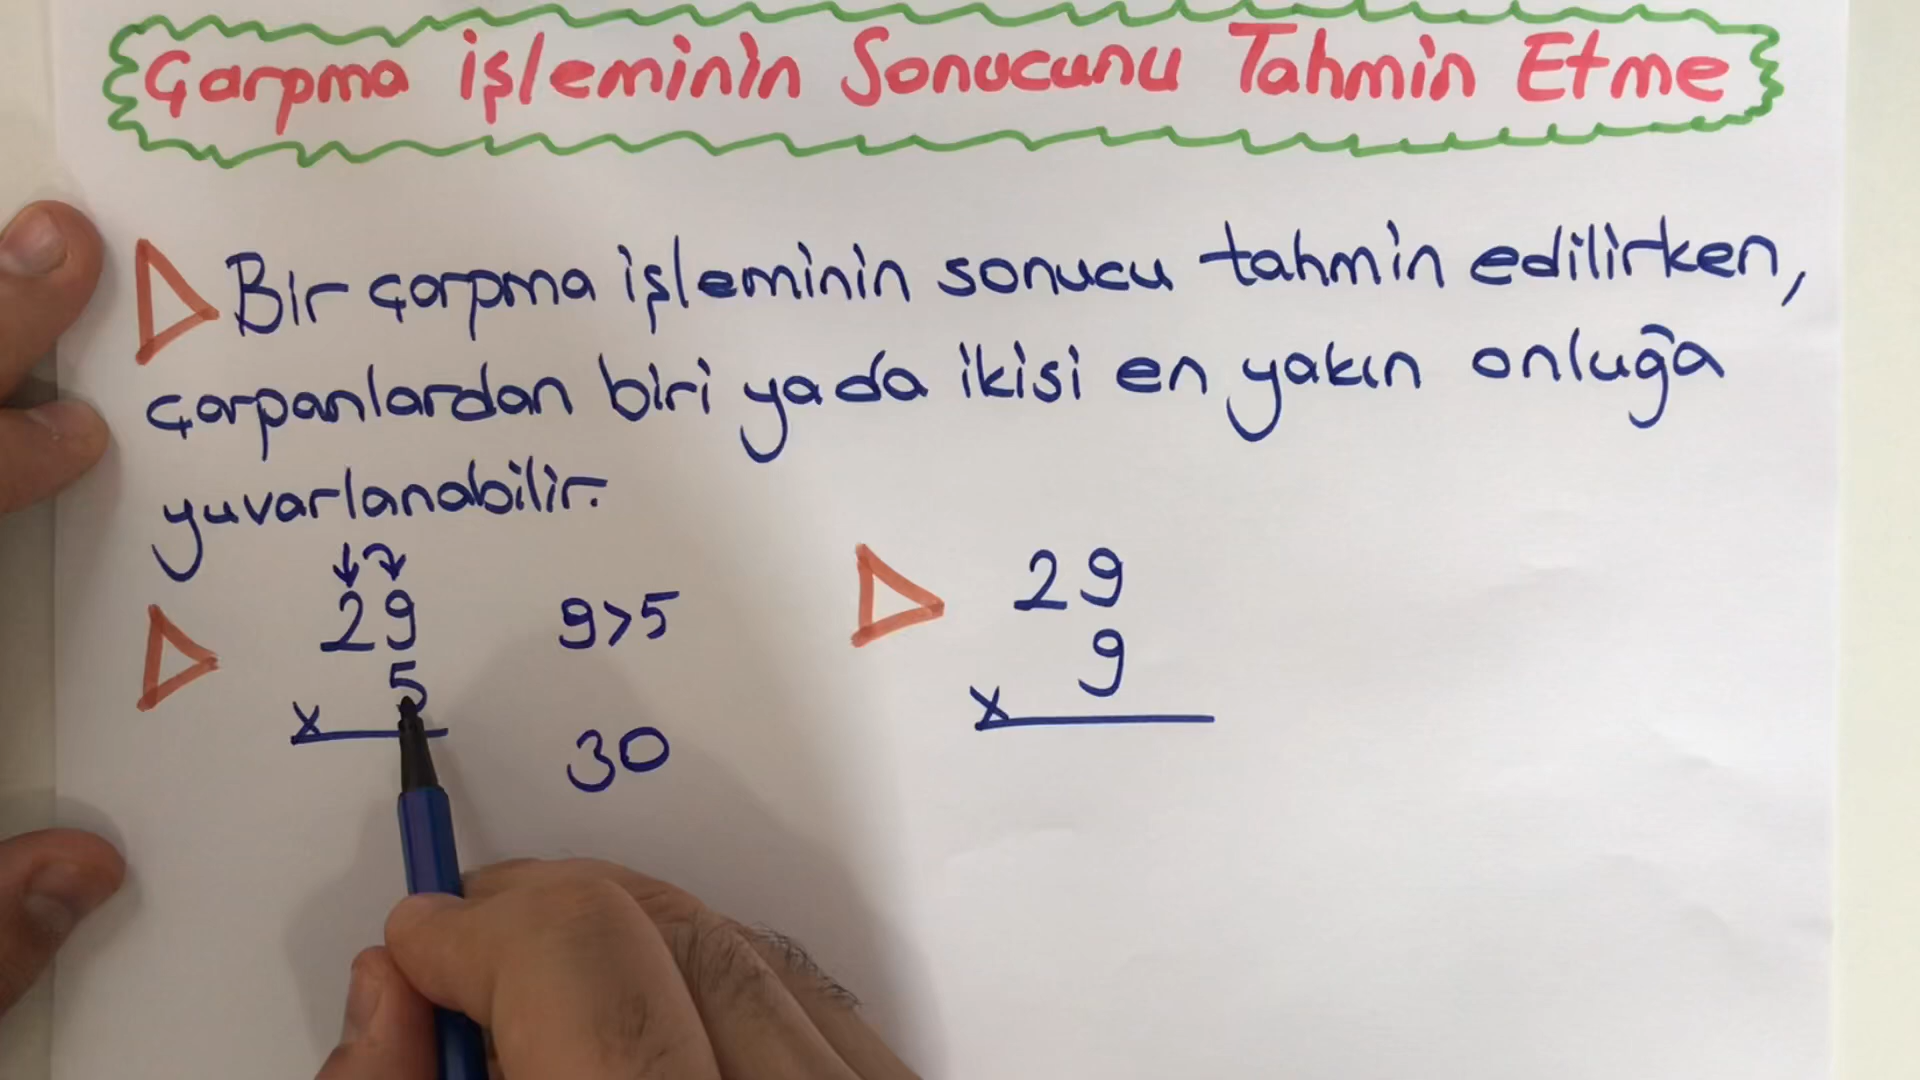 Çarpma işleminin Sonucunu Tahmin Etme
Bir çarpma işleminin sonucu tahmin edilirken,
çarpanlardan biri ya da ikisi en yakın onluğa
yuvarlanabilir.
29
5
x
9>5
30
29
9
x